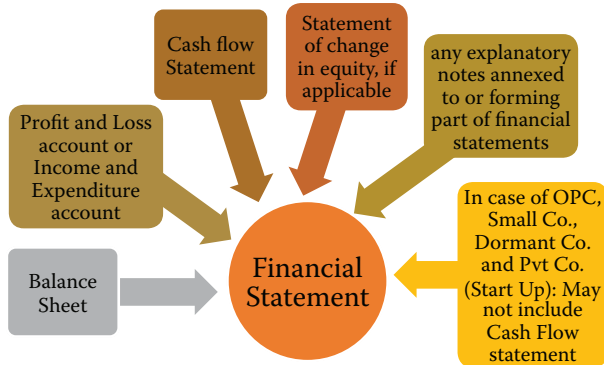 Cash flow
Statement
Statement
of change
in equity, if
applicable
any explanatory
notes annexed
to or forming
part of financial
statements
Profit and Loss
account or
Income and
Expenditure
account
In case of OPC,
Small Co.,
Dormant Co.
and Pvt Co.
(Start Up): May
not include
Cash Flow
statement
Balance
Sheet
Financial
Statement